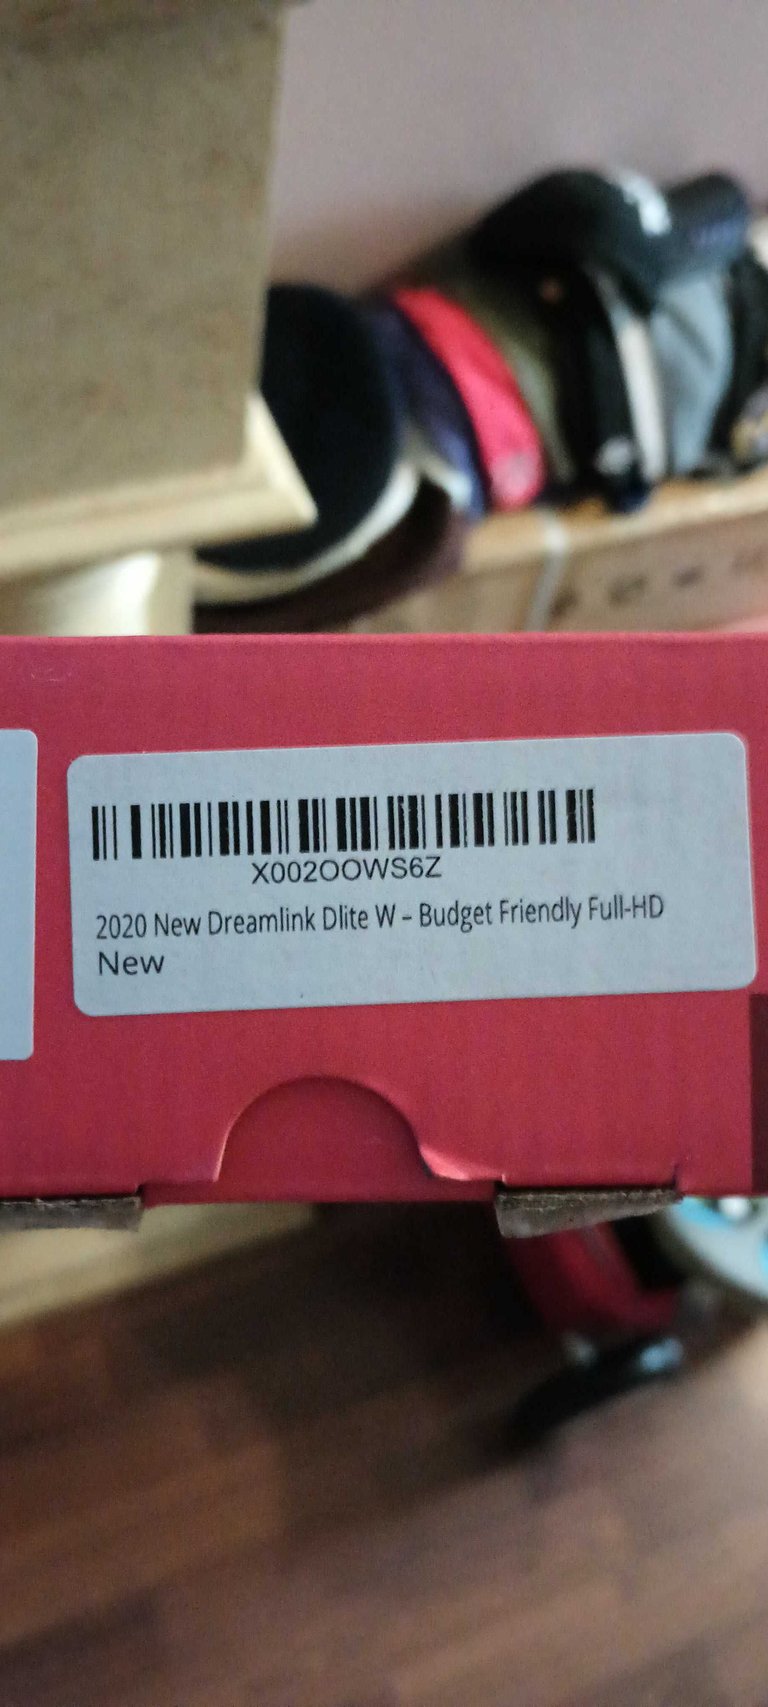 X002OOWS6Z
2020 New Dreamlink Dlite W – Budget Friendly Full-HD
New